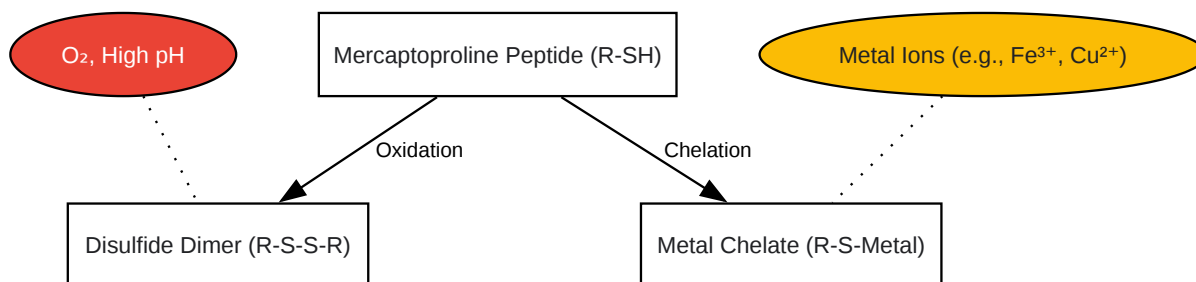 O₂, High pH
Mercaptoproline Peptide (R-SH)
Metal Ions (e.g., Fe³⁺, Cu²⁺)
Oxidation
Chelation
Disulfide Dimer (R-S-S-R)
Metal Chelate (R-S-Metal)